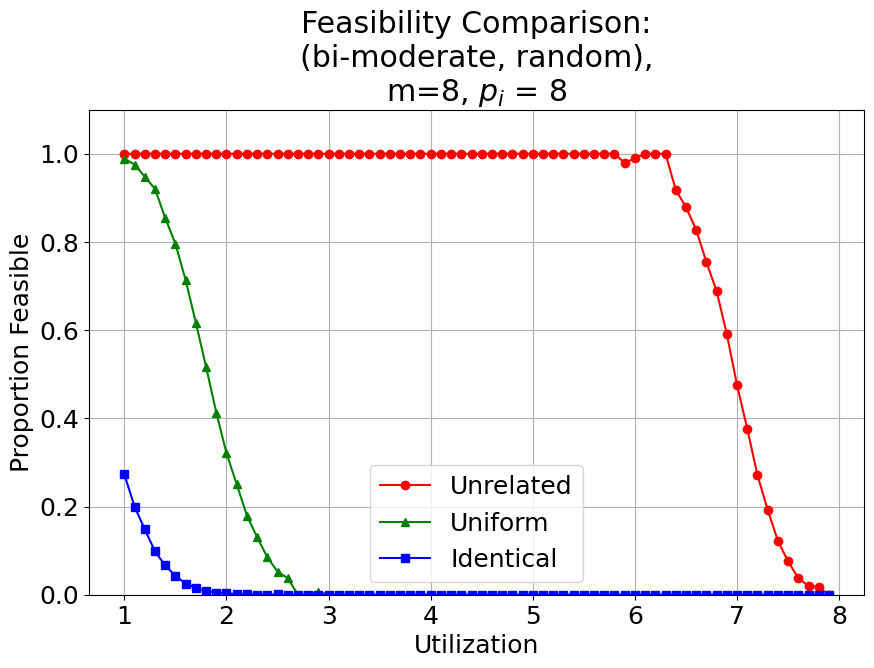 Feasibility Comparison:
(bi-moderate, random),
m=8, p_i = 8
Proportion Feasible
1.0
0.8
0.6
0.4
0.2
0.0
Unrelated
Uniform
Identical
1 2 3 4 5 6 7 8
Utilization